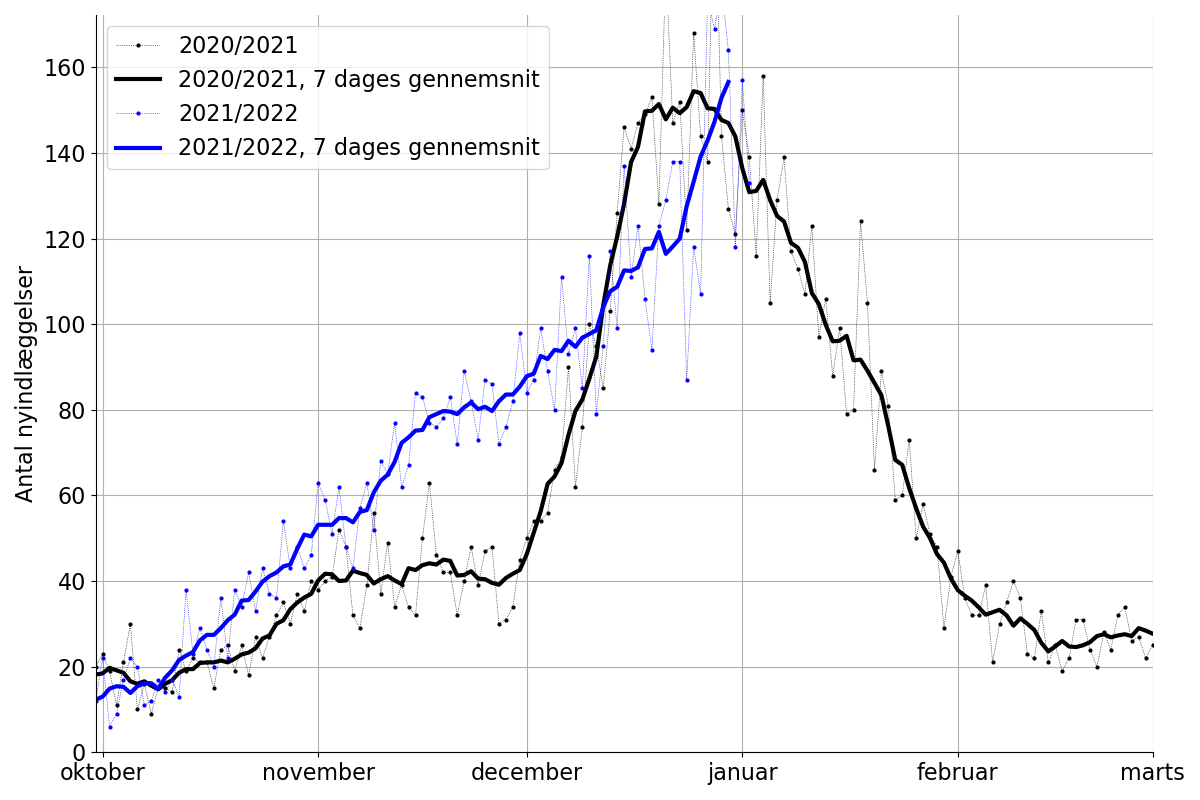 2020/2021
2020/2021, 7 dages gennemsnit
2021/2022
2021/2022, 7 dages gennemsnit
Antal nyindlæggelser
160
140
120
100
80
60
40
20
0
oktober november december januar februar marts